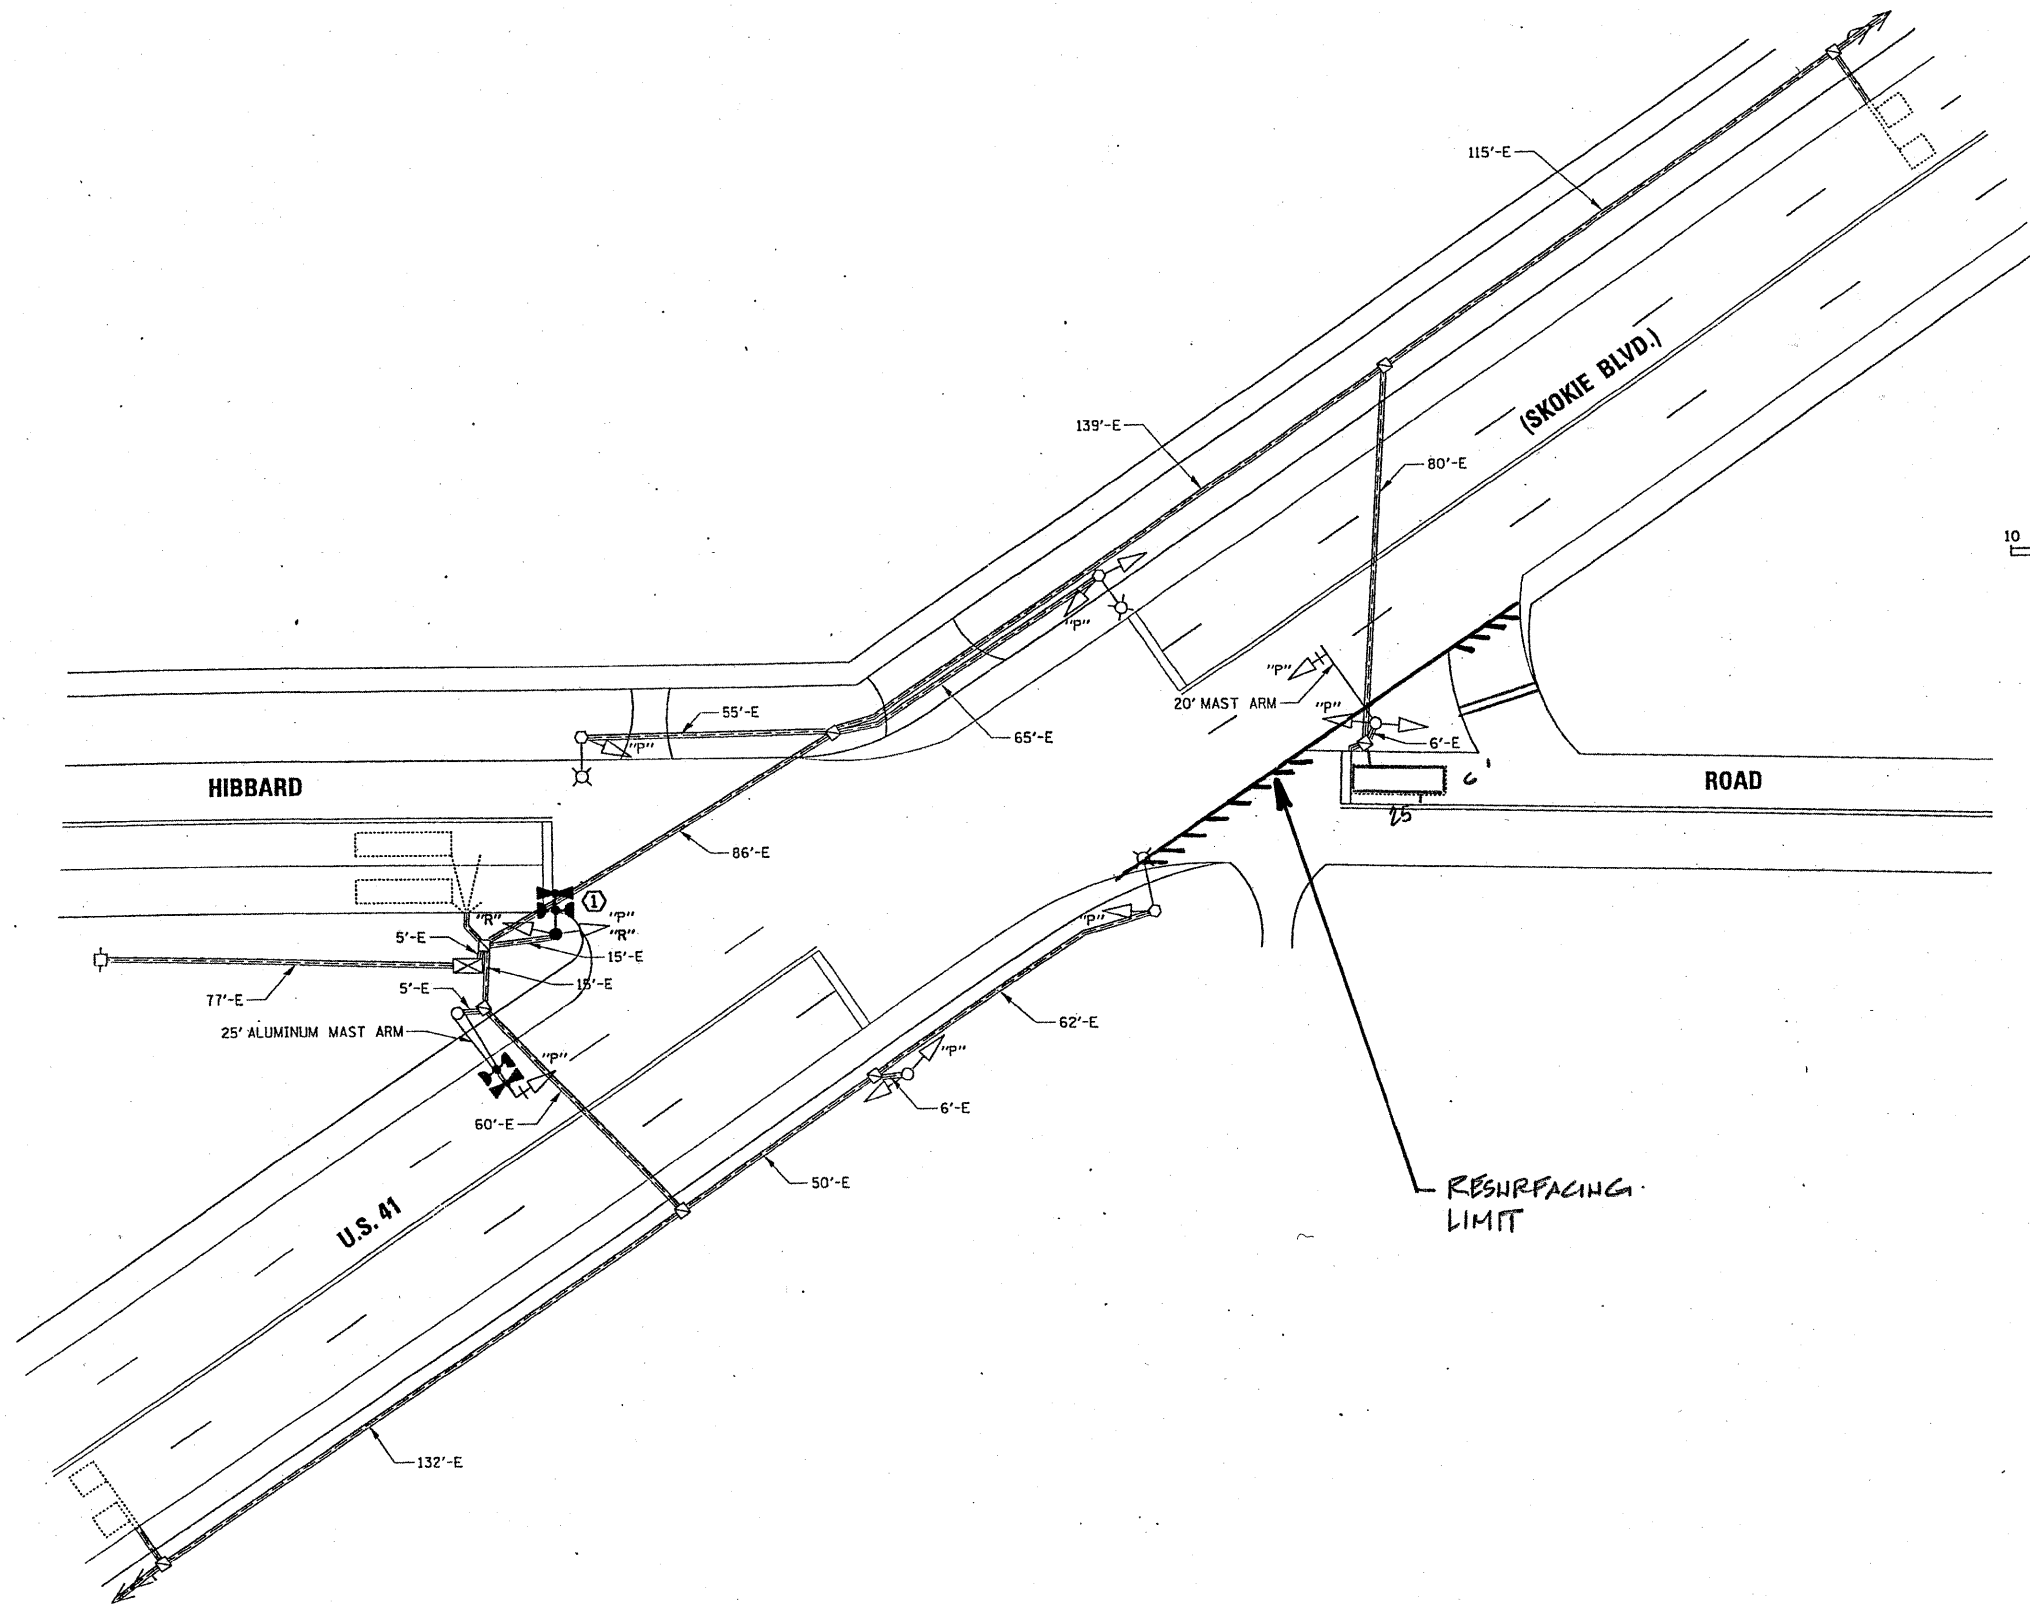 115'-E
(SKOKIE BLVD.)
139'-E
80'-E
10
"P"
"P"
20' MAST ARM
"P"
55'-E
"P"
65'-E
6'-E
HIBBARD
6'
ROAD
25
86'-E
1
"R"
"P"
"R"
"P"
5'-E
15'-E
77'-E
5'-E
15'-E
25' ALUMINUM MAST ARM
62'-E
"P"
"P"
60'-E
6'-E
50'-E
RESURFACING
LIMIT
U.S. 41
132'-E